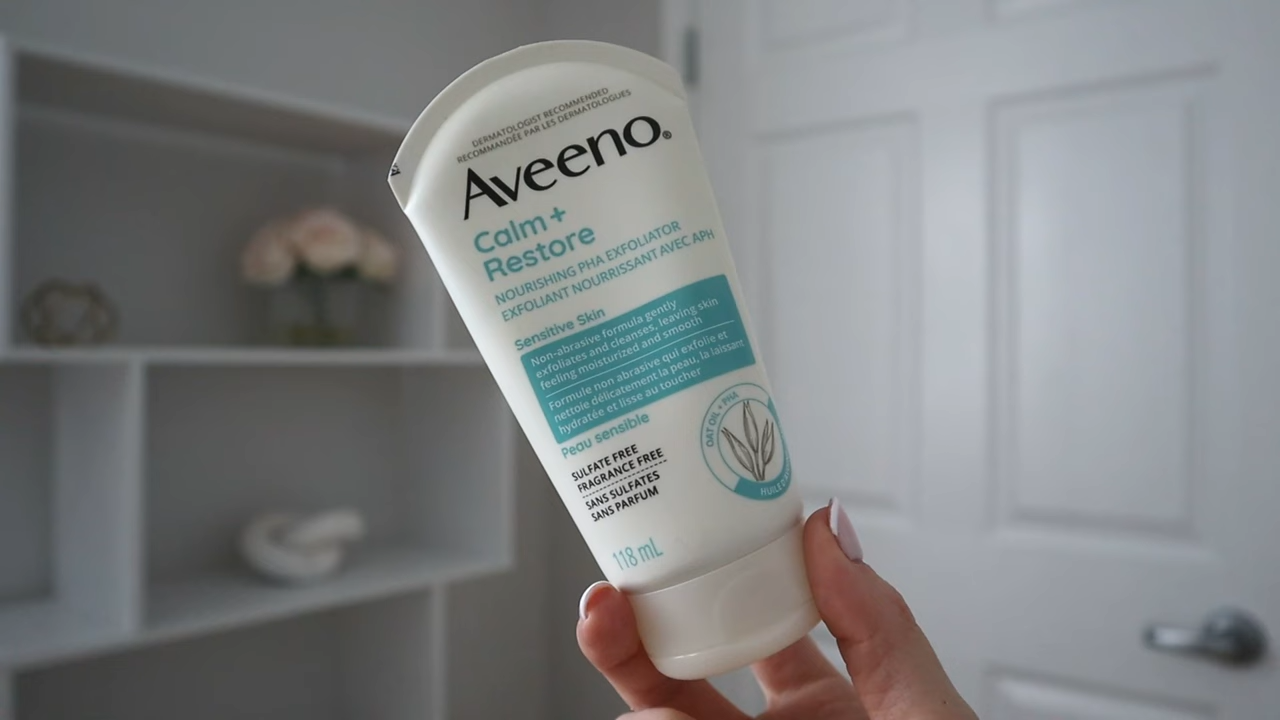 DERMATOLOGIST RECOMMENDED
RECOMMANDÉE PAR LES DERMATOLOGUES
Aveeno®
Calm +
Restore
NOURISHING PHA EXFOLIATOR
EXFOLIANT NOURRISSANT AVEC APH
Sensitive Skin
Non-abrasive formula gently
exfoliates and cleanses, leaving skin
feeling moisturized and smooth
Formule non abrasive qui exfolie et
nettoie délicatement la peau, la laissant
hydratée et lisse au toucher
Peau sensible
OAT OIL + PHA
SULFATE FREE
FRAGRANCE FREE
SANS SULFATES
SANS PARFUM
118 mL